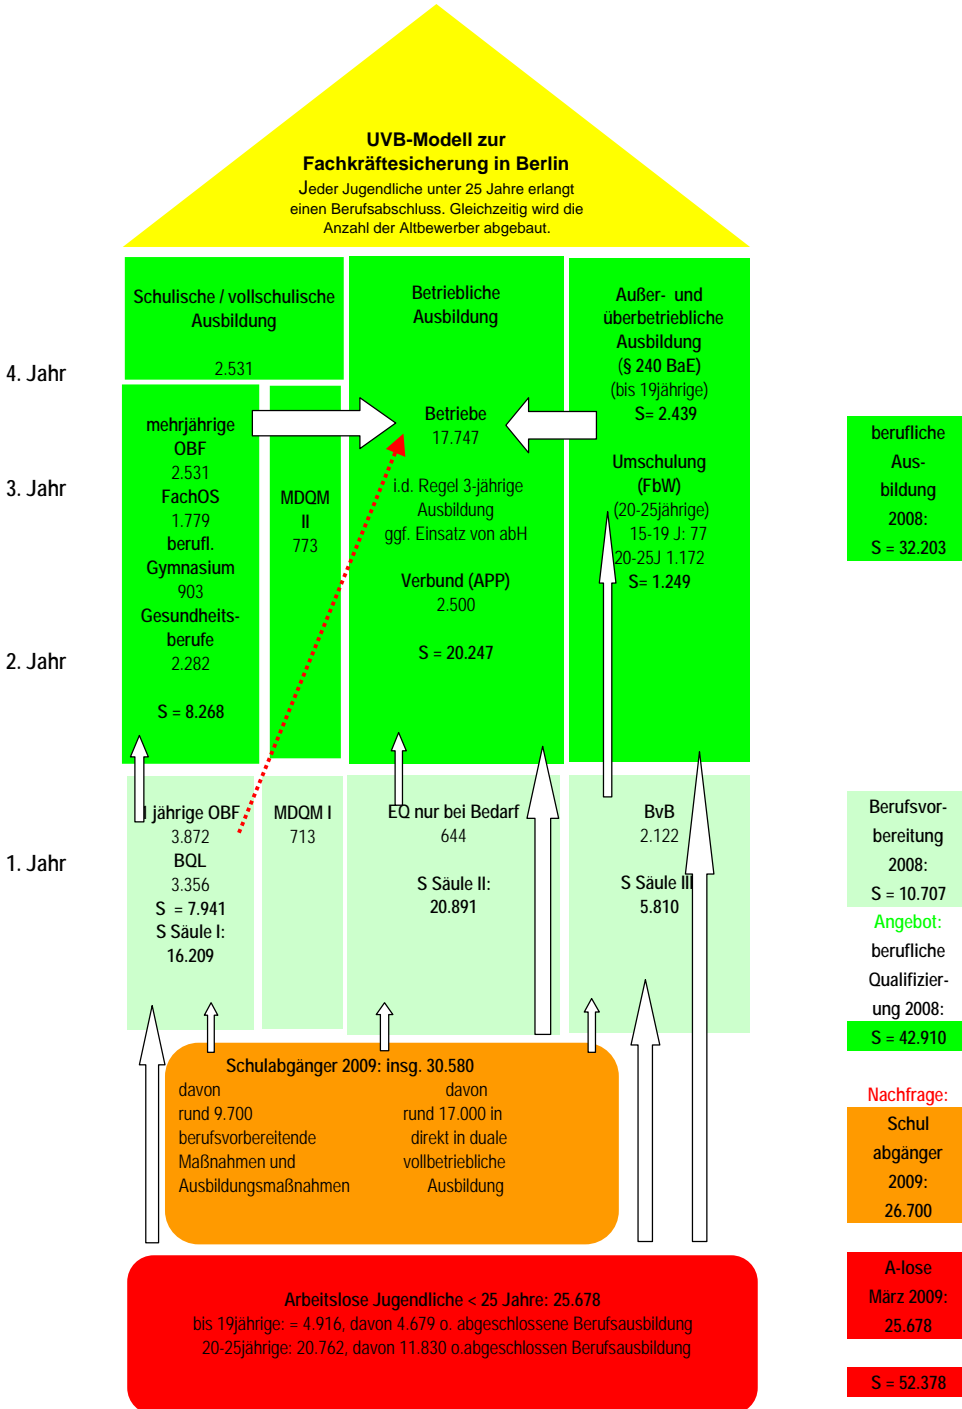 UVB-Modell zur
Fachkräftesicherung in Berlin
Jeder Jugendliche unter 25 Jahre erlangt
einen Berufsabschluss. Gleichzeitig wird die
Anzahl der Altbewerber abgebaut.
Schulische / vollschulische
Ausbildung
2.531
Betriebliche
Ausbildung
Außer- und
überbetriebliche
Ausbildung
(§ 240 BaE)
(bis 19jährige)
S= 2.439
4. Jahr
3. Jahr
2. Jahr
1. Jahr
mehrjährige
OBF
2.531
FachOS
1.779
berufl.
Gymnasium
903
Gesundheits-
berufe
2.282
S = 8.268
MDQM
II
773
Betriebe
17.747
i.d. Regel 3-jährige
Ausbildung
ggf. Einsatz von abH
Verbund (APP)
2.500
S = 20.247
Umschulung
(FbW)
(20-25jährige)
15-19 J: 77
20-25J 1.172
S= 1.249
berufliche
Aus-
bildung
2008:
S = 32.203
jährige OBF
3.872
BQL
3.356
S = 7.941
S Säule I:
16.209
MDQM I
713
EQ nur bei Bedarf
644
S Säule II:
20.891
BvB
2.122
S Säule III
5.810
Berufsvor-
bereitung
2008:
S = 10.707
Angebot:
berufliche
Qualifizier-
ung 2008:
S = 42.910
Schulabgänger 2009: insg. 30.580
davon
rund 9.700
berufsvorbereitende
Maßnahmen und
Ausbildungsmaßnahmen
davon
rund 17.000 in
direkt in duale
vollbetriebliche
Ausbildung
Nachfrage:
Schul
abgänger
2009:
26.700
Arbeitslose Jugendliche < 25 Jahre: 25.678
bis 19jährige: = 4.916, davon 4.679 o. abgeschlossene Berufsausbildung
20-25jährige: 20.762, davon 11.830 o.abgeschlossen Berufsausbildung
A-lose
März 2009:
25.678
S = 52.378